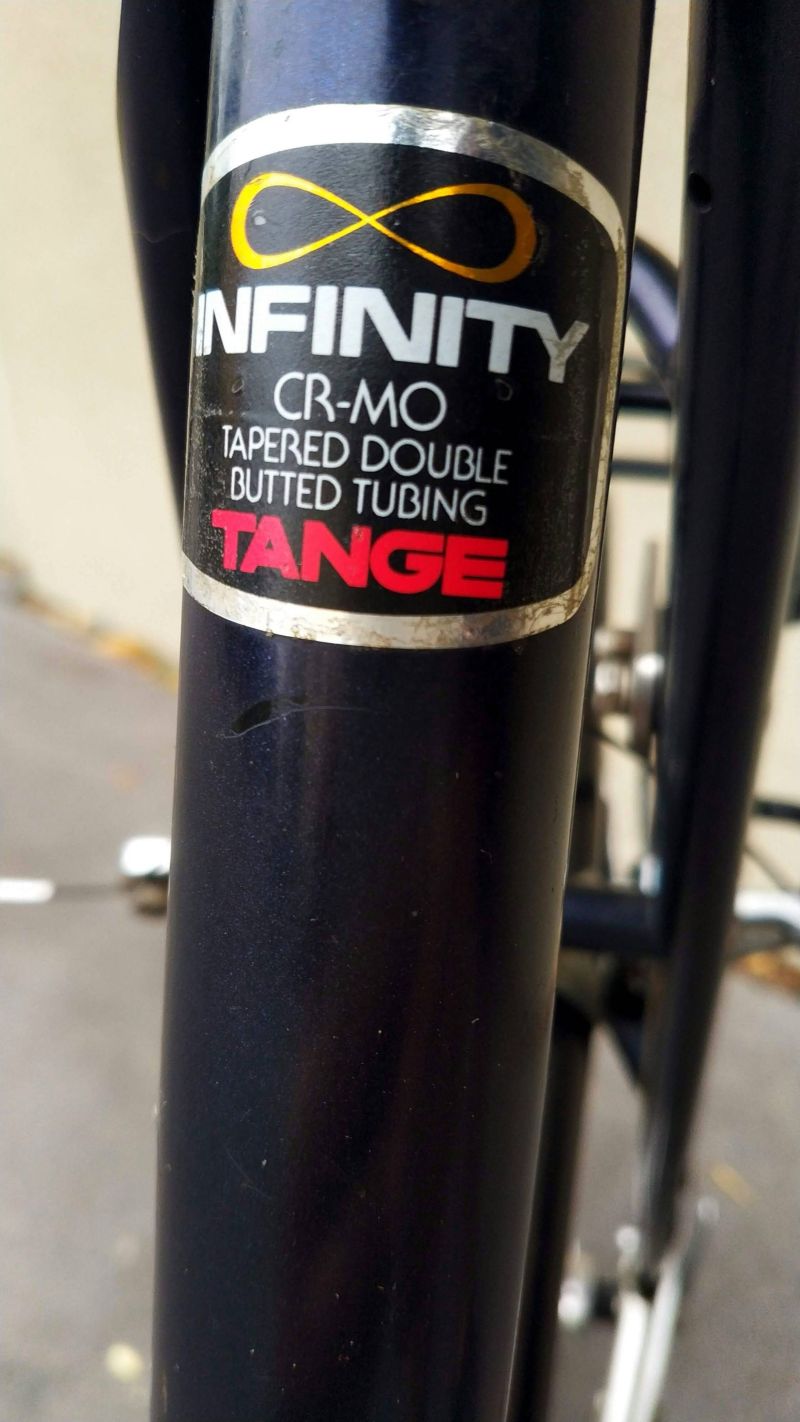 INFINITY
CR-MO
TAPERED DOUBLE
BUTTED TUBING
TANGE